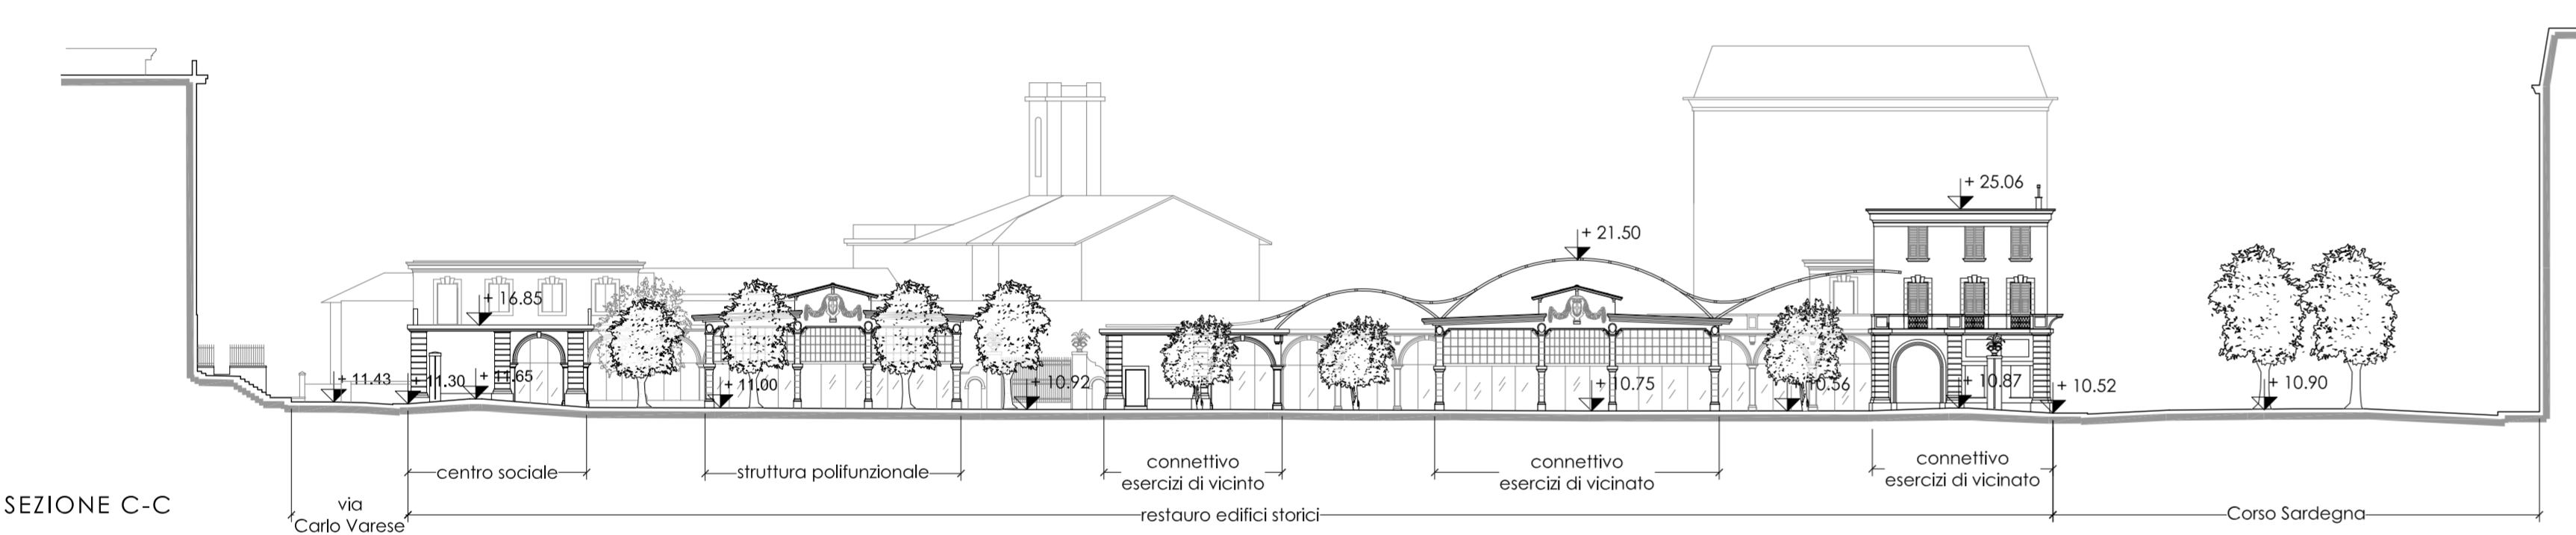 + 25.06
+ 21.50
+ 16.85
+ 11.43
+ 11.30
+ 11.65
+ 11.00
+ 10.92
+ 10.75
10.56
+ 10.87
+ 10.52
+ 10.90
centro sociale
struttura polifunzionale
connettivo
esercizi di vicinto
connettivo
esercizi di vicinato
connettivo
esercizi di vicinato
SEZIONE C-C
via
Carlo Varese
restauro edifici storici
Corso Sardegna